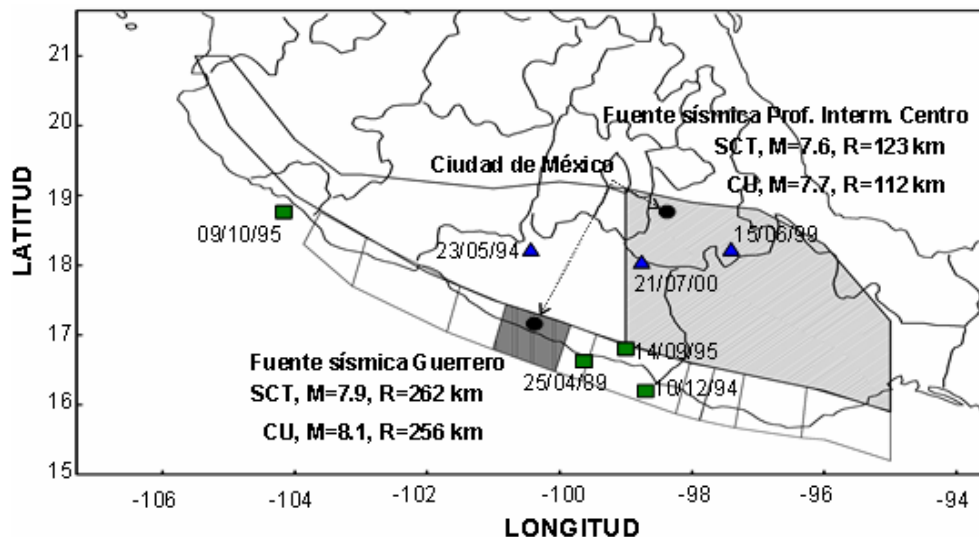 21
20
19
18
17
16
15
LATITUD
Fuente sísmica Prof. Interm. Centro
SCT, M=7.6, R=123 km
CU, M=7.7, R=112 km
Ciudad de México
09/10/95
23/05/94
15/06/99
21/07/00
14/09/95
25/04/89
10/12/94
Fuente sísmica Guerrero
SCT, M=7.9, R=262 km
CU, M=8.1, R=256 km
-106
-104
-102
-100
-98
-96
-94
LONGITUD